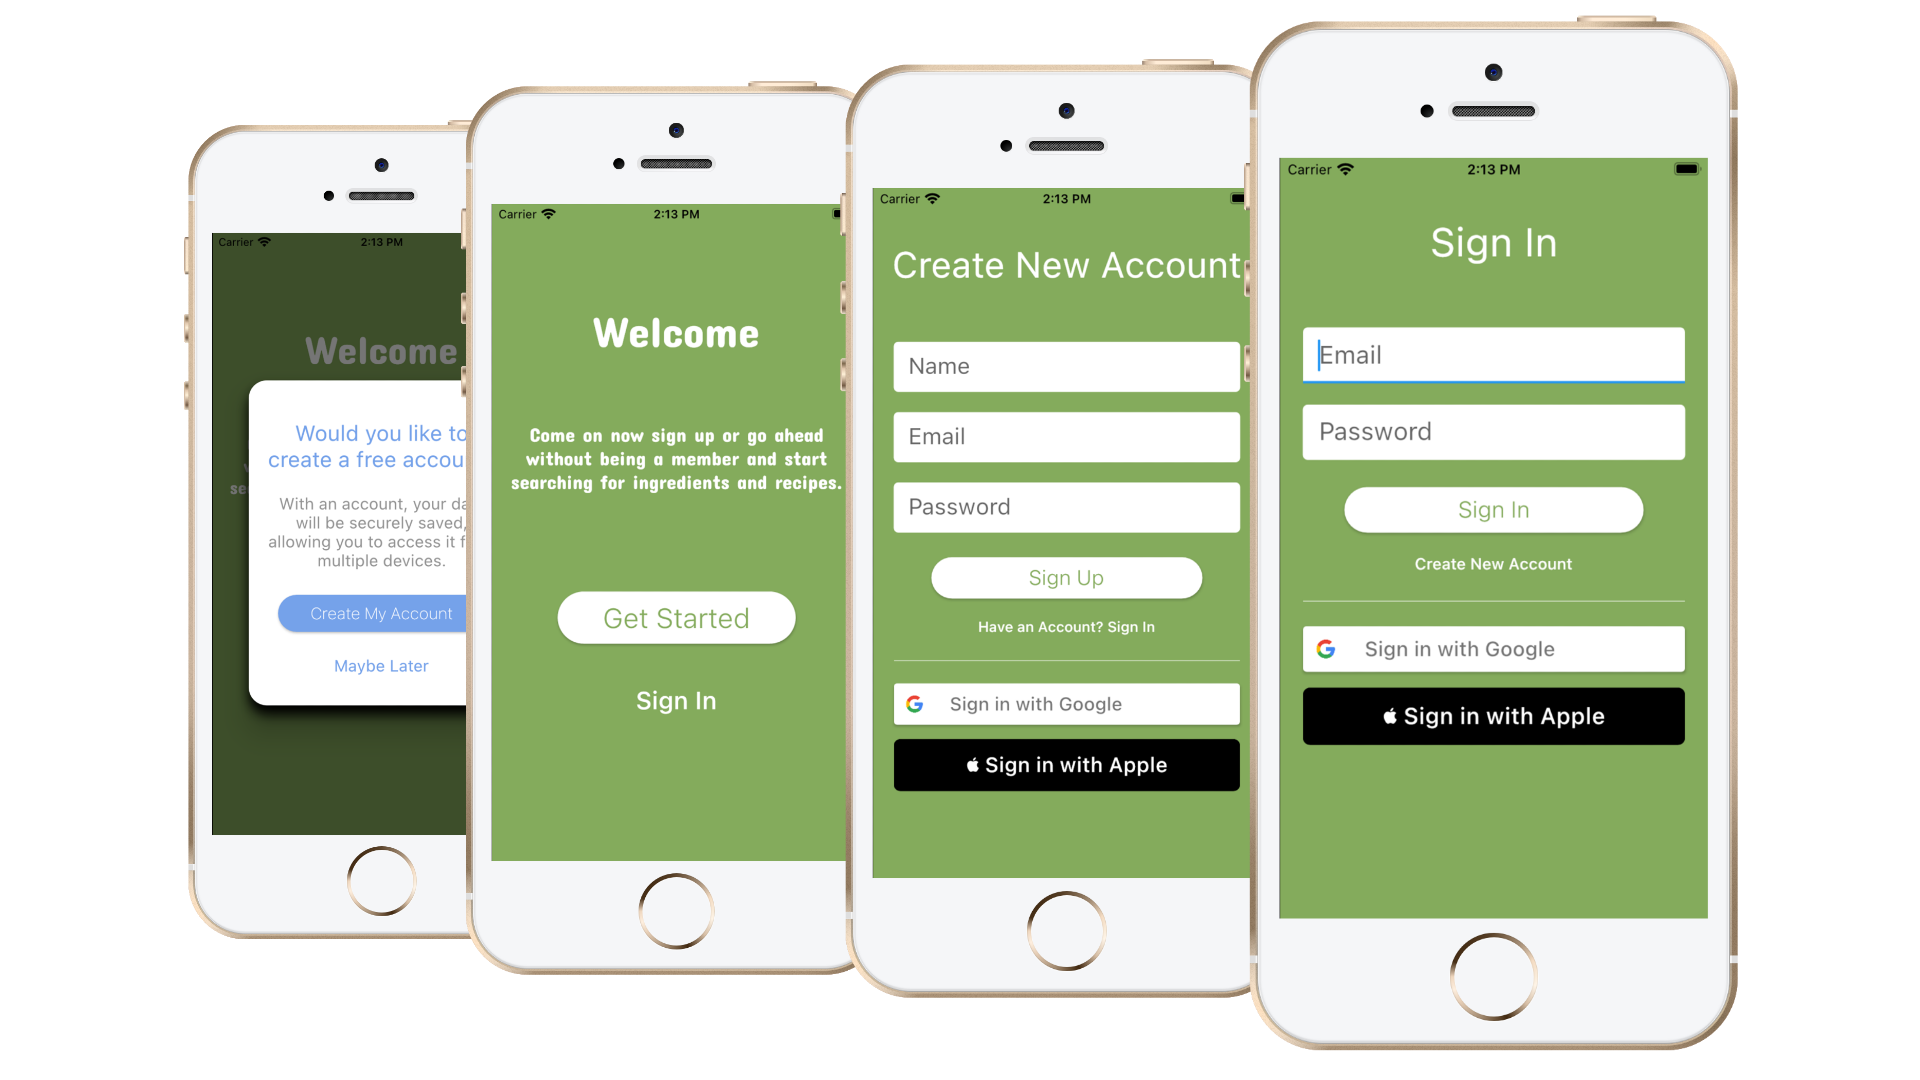 Carrier
2:13 PM
Welcome
se
Would you like to
create a free accou
With an account, your da
will be securely saved,
allowing you to access it f
multiple devices.
Create My Account
Maybe Later
Carrier
2:13 PM
Welcome
Come on now sign up or go ahead
without being a member and start
searching for ingredients and recipes.
Get Started
Sign In
Carrier
2:13 PM
Create New Account
Name
Email
Password
Sign Up
Have an Account? Sign In
Sign in with Google
Sign in with Apple
Carrier
2:13 PM
Sign In
Email
Password
Sign In
Create New Account
Sign in with Google
Sign in with Apple